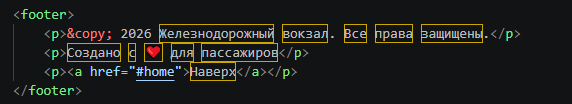 <footer>
<p>&copy; 2026 Железнодорожный вокзал. Все права защищены.</p>
<p>Создано с ❤️ для пассажиров</p>
<p><a href="#home">Наверх</a></p>
</footer>